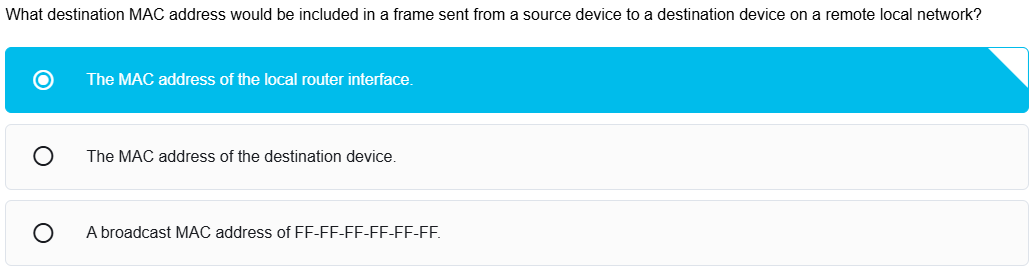 What destination MAC address would be included in a frame sent from a source device to a destination device on a remote local network?
The MAC address of the local router interface.
The MAC address of the destination device.
A broadcast MAC address of FF-FF-FF-FF-FF-FF.